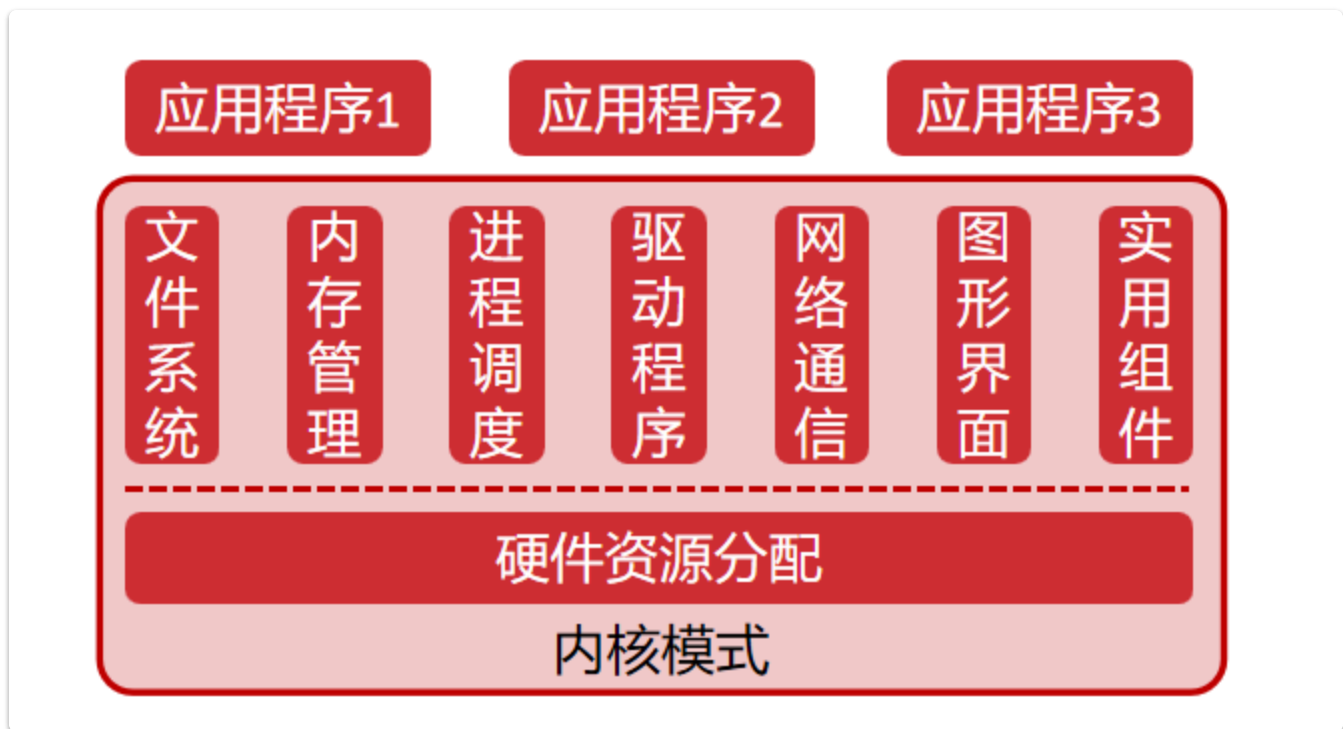 应用程序1
应用程序2
应用程序3
文件系统
内存管理
进程调度
驱动程序
网络通信
图形界面
实用组件
硬件资源分配
内核模式